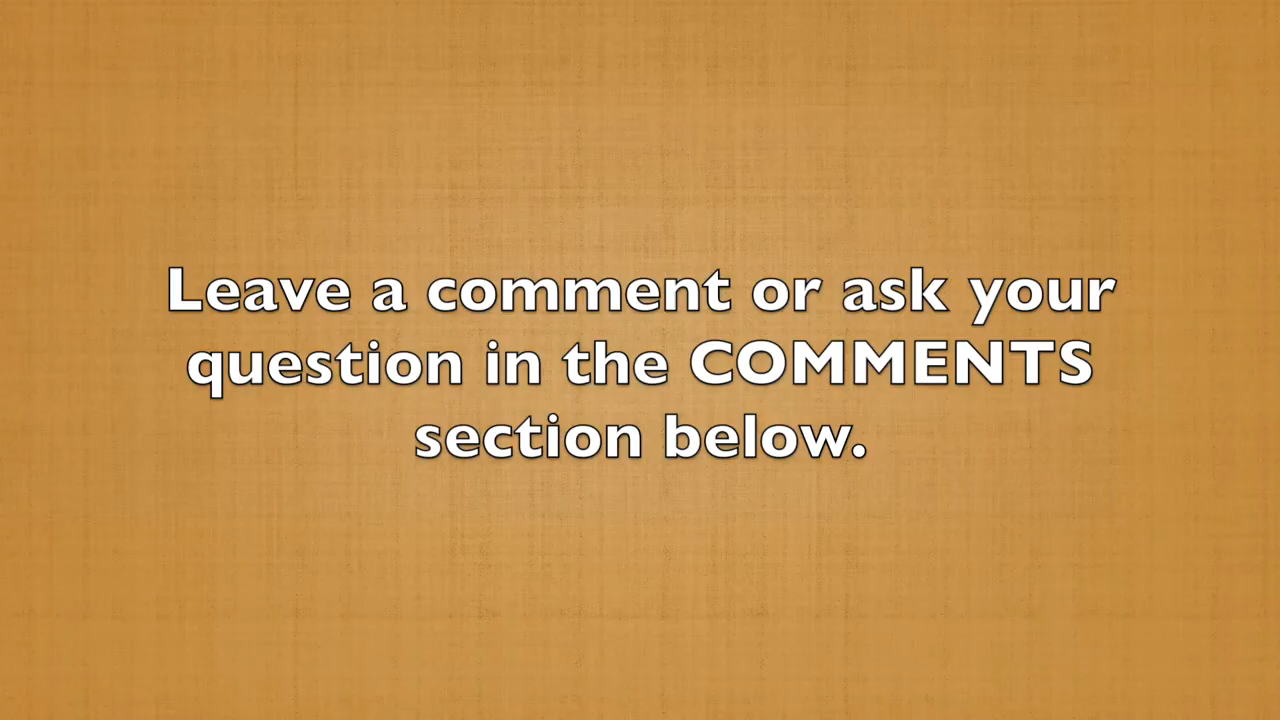 Leave a comment or ask your
question in the COMMENTS
section below.